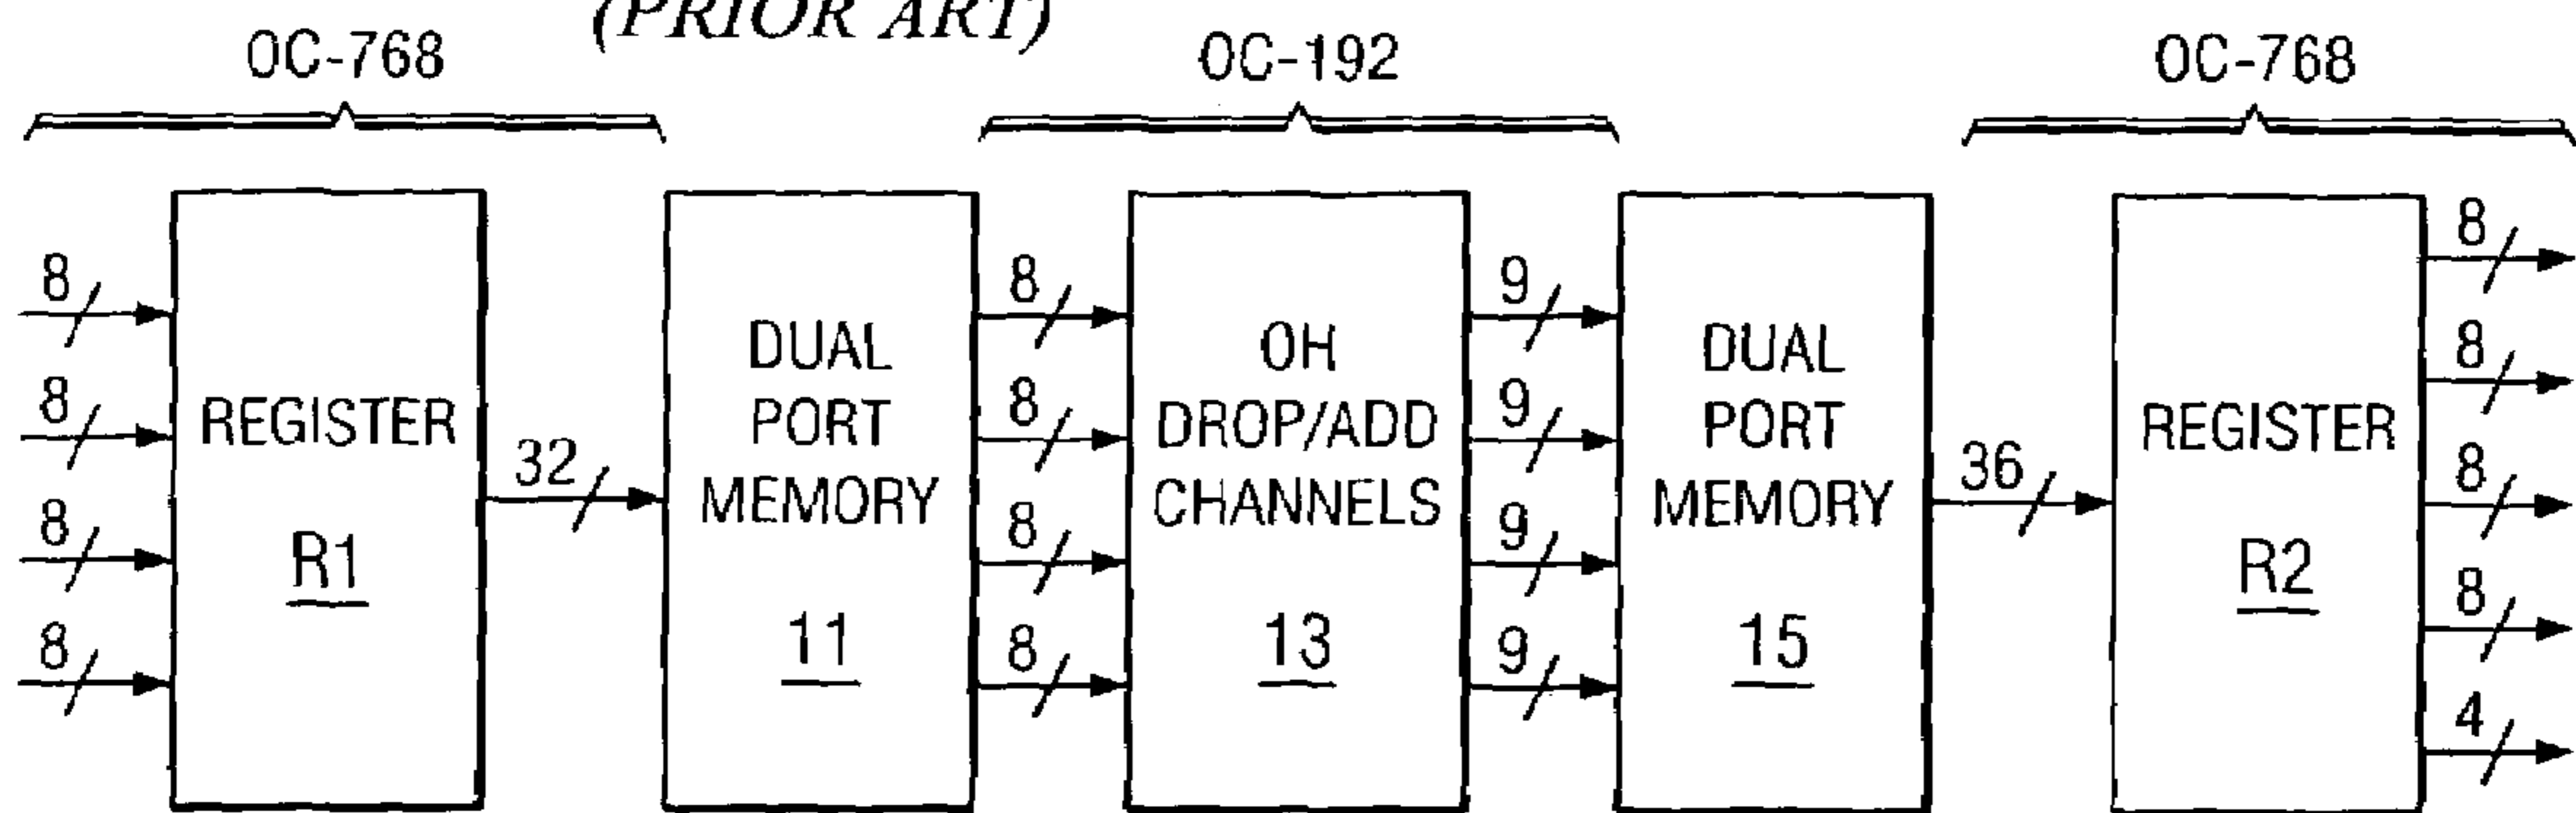 (PRIOR ART)
OC-768
OC-192
OC-768
8
8
8
8
REGISTER
R1
32
DUAL
PORT
MEMORY
11
8
8
8
8
OH
DROP/ADD
CHANNELS
13
9
9
9
9
DUAL
PORT
MEMORY
15
36
REGISTER
R2
8
8
8
8
4